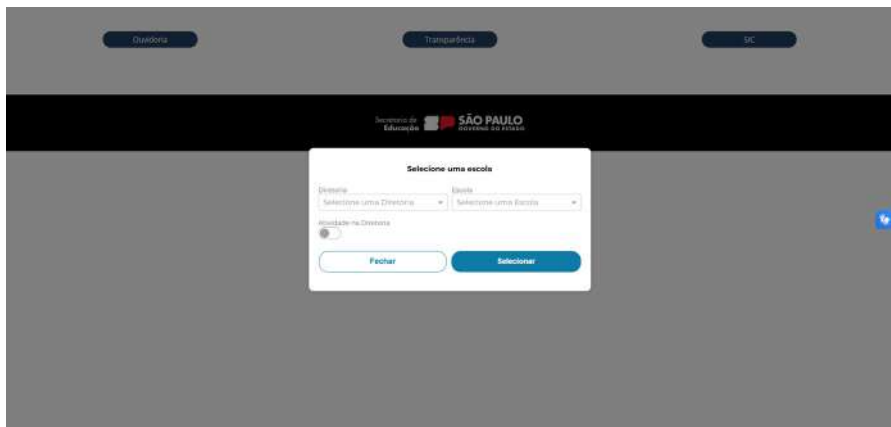 Ouvidoria
Transparência
SIC
Secretaria de
Educação
SÃO PAULO
GOVERNO DO ESTADO
Selecione uma escola
Diretoria
Escola
Selecione uma Diretoria
Selecione uma Escola
Atividade na Diretoria
Fechar
Selecionar